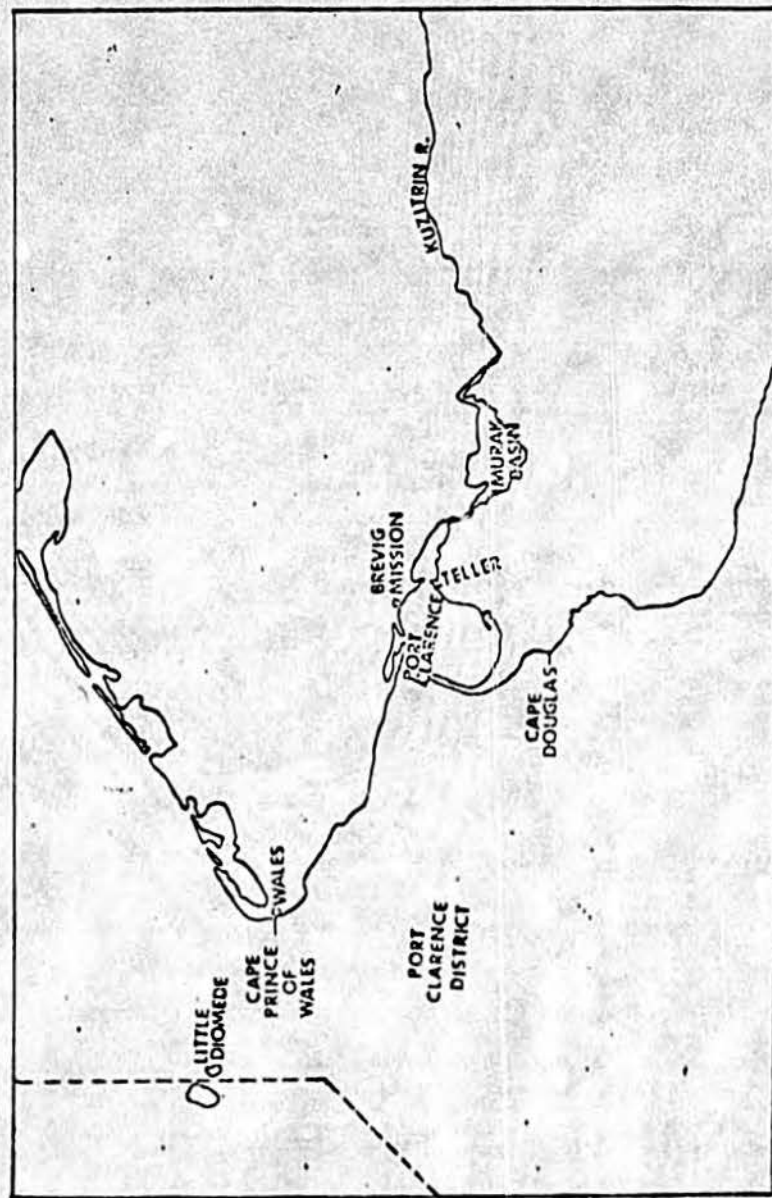 LITTLE
DIOMEDE
CAPE
PRINCE
OF
WALES
WALES
PORT
CLARENCE
DISTRICT
BREVIG
MISSION
PORT
CLARENCE
TELLER
CAPE
DOUGLAS
IMURAK
BASIN
KUZITRIN R.